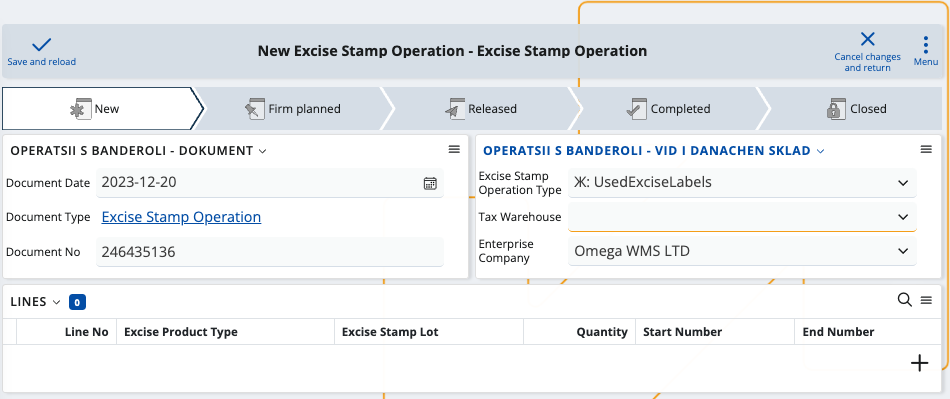 Save and reload
New Excise Stamp Operation - Excise Stamp Operation
Cancel changes
and return
Menu
New
Firm planned
Released
Completed
Closed
OPERATSII S BANDEROLI - DOKUMENT
Document Date
2023-12-20
Document Type
Excise Stamp Operation
Document No
246435136
OPERATSII S BANDEROLI - VID I DANACHEN SKLAD
Excise Stamp
Operation Type
Ж: UsedExciseLabels
Tax Warehouse
Enterprise
Company
Omega WMS LTD
LINES
0
Line No
Excise Product Type
Excise Stamp Lot
Quantity
Start Number
End Number